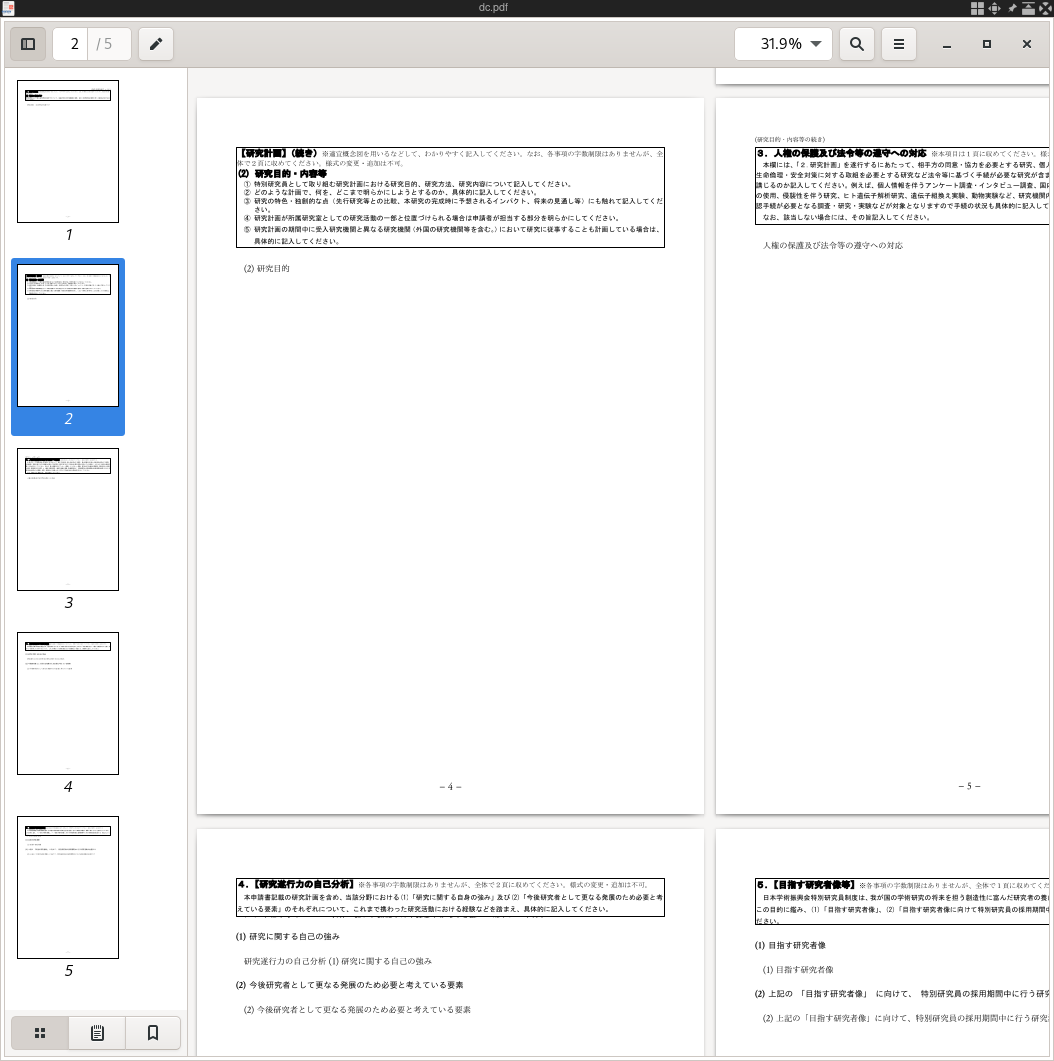 dc.pdf
2 / 5
31.9%
1
2
3
4
5
【研究計画】(続き) ※適宜概念図を用いるなどして、わかりやすく記入してください。なお、各事項の字数制限はありませんが、全
体で2頁に収めてください。様式の変更・追加は不可。
(2) 研究目的・内容等
① 特別研究員として取り組む研究計画における研究目的、研究方法、研究内容について記入してください。
② どのような計画で、何を、どこまで明らかにしようとするのか、具体的に記入してください。
③ 研究の特色・独創的な点(先行研究等との比較、本研究の完成時に予想されるインパクト、将来の見通し等)にも触れて記入してくだ
さい。
④ 研究計画が所属研究室としての研究活動の一部と位置づけられる場合は申請者が担当する部分を明らかにしてください。
⑤ 研究計画の期間中に受入研究機関と異なる研究機関(外国の研究機関等を含む。)において研究に従事することも計画している場合は、
具体的に記入してください。
(2) 研究目的
– 4 –
(研究目的・内容等の続き)
3. 人権の保護及び法令等の遵守への対応 ※本項目は1頁に収めてください。様
本欄には、「2. 研究計画」を遂行するにあたって、相手方の同意・協力を必要とする研究、個人
生命倫理・安全対策に対する取組を必要とする研究など法令等に基づく手続が必要な研究が含ま
講じるのか記入してください。例えば、個人情報を伴うアンケート調査・インタビュー調査、国内
の使用、侵襲性を伴う研究、ヒト遺伝子解析研究、遺伝子組換え実験、動物実験など、研究機関内
認手続が必要となる調査・研究・実験などが対象となりますので手続の状況も具体的に記入して
なお、該当しない場合には、その旨記入してください。
人権の保護及び法令等の遵守への対応
– 5 –
4. 【研究遂行力の自己分析】※各事項の字数制限はありませんが、全体で2頁に収めてください。様式の変更・追加は不可。
本申請書記載の研究計画を含め、当該分野における(1)「研究に関する自身の強み」及び(2)「今後研究者として更なる発展のため必要と考
えている要素」のそれぞれについて、これまで携わった研究活動における経験などを踏まえ、具体的に記入してください。
(1) 研究に関する自己の強み
研究遂行力の自己分析 (1) 研究に関する自己の強み
(2) 今後研究者として更なる発展のため必要と考えている要素
(2) 今後研究者として更なる発展のため必要と考えている要素
5. 【目指す研究者像等】※各事項の字数制限はありませんが、全体で1頁に収めてくだ
日本学術振興会特別研究員制度は、我が国の学術研究の将来を担う創造性に富んだ研究者の養
この目的に鑑み、(1)「目指す研究者像」、(2)「目指す研究者像に向けて特別研究員の採用期間中
ださい。
(1) 目指す研究者像
(1) 目指す研究者像
(2) 上記の 「目指す研究者像」 に向けて、 特別研究員の採用期間中に行う研究
(2) 上記の「目指す研究者像」に向けて、特別研究員の採用期間中に行う研究